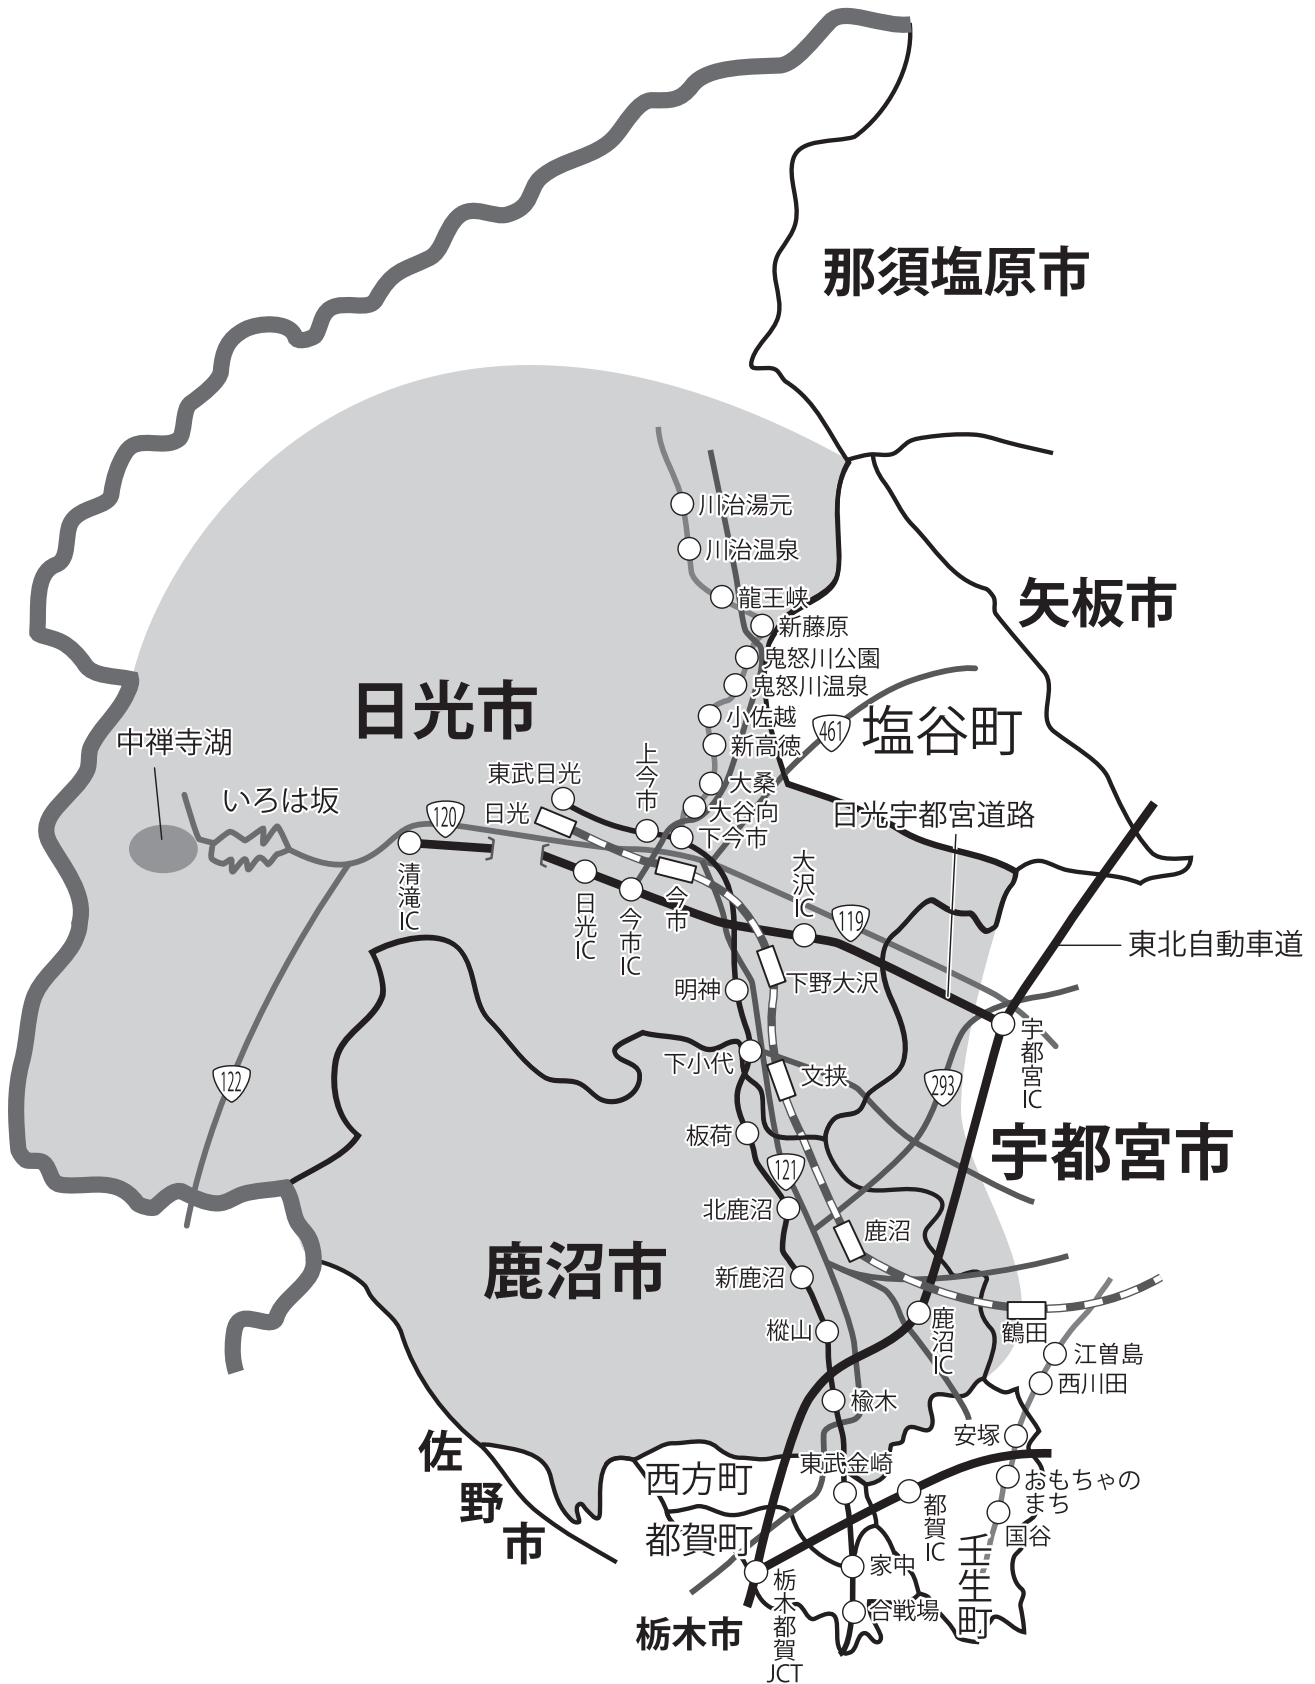 那須塩原市
川治湯元
川治温泉
矢板市
龍王峡
新藤原
鬼怒川公園
鬼怒川温泉
日光市
小佐越
461
塩谷町
中禅寺湖
新高徳
上今市
東武日光
大桑
いろは坂
日光
120
大谷向
日光宇都宮道路
下今市
清滝IC
今市
大沢IC
日光IC
今市IC
119
東北自動車道
下野大沢
明神
宇都宮IC
下小代
文挟
122
293
板荷
宇都宮市
121
北鹿沼
鹿沼
鹿沼市
新鹿沼
樅山
鹿沼IC
鶴田
江曽島
西川田
楡木
佐野市
安塚
東武金崎
西方町
おもちゃの
まち
都賀IC
国谷
都賀町
壬生町
家中
栃木都賀JCT
合戦場
栃木市